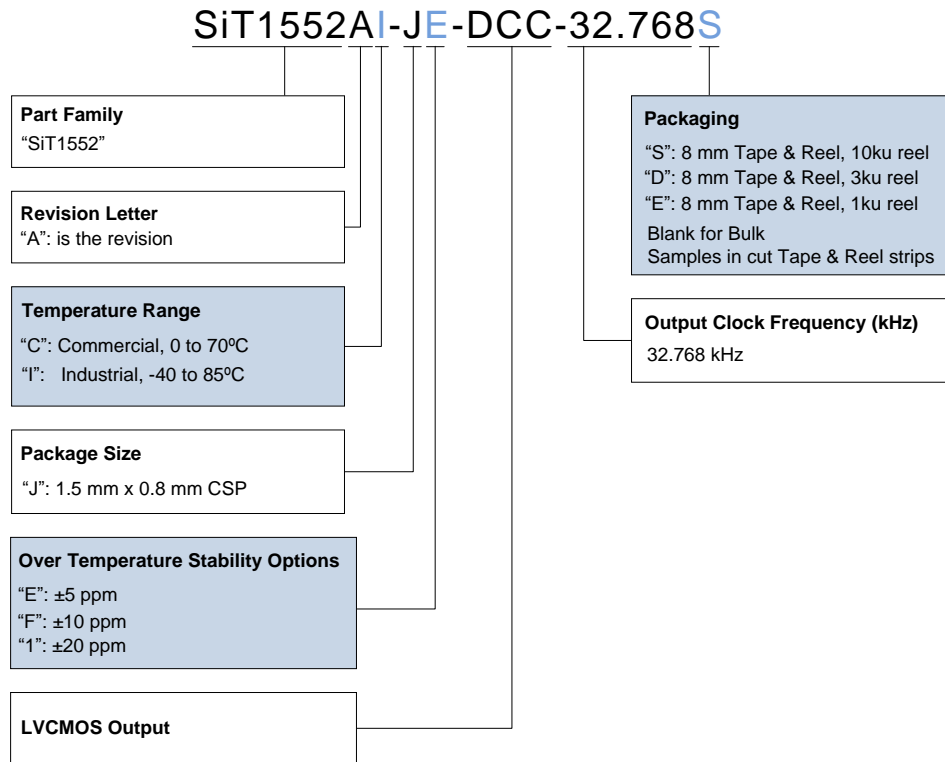 SiT1552AI-JE-DCC-32.768S
Part Family
“SiT1552”
Revision Letter
“A”: is the revision
Temperature Range
“C”: Commercial, 0 to 70ºC
“I”: Industrial, -40 to 85ºC
Package Size
“J”: 1.5 mm x 0.8 mm CSP
Over Temperature Stability Options
“E”: ±5 ppm
“F”: ±10 ppm
“1”: ±20 ppm
LVCMOS Output
Packaging
“S”: 8 mm Tape & Reel, 10ku reel
“D”: 8 mm Tape & Reel, 3ku reel
“E”: 8 mm Tape & Reel, 1ku reel
Blank for Bulk
Samples in cut Tape & Reel strips
Output Clock Frequency (kHz)
32.768 kHz